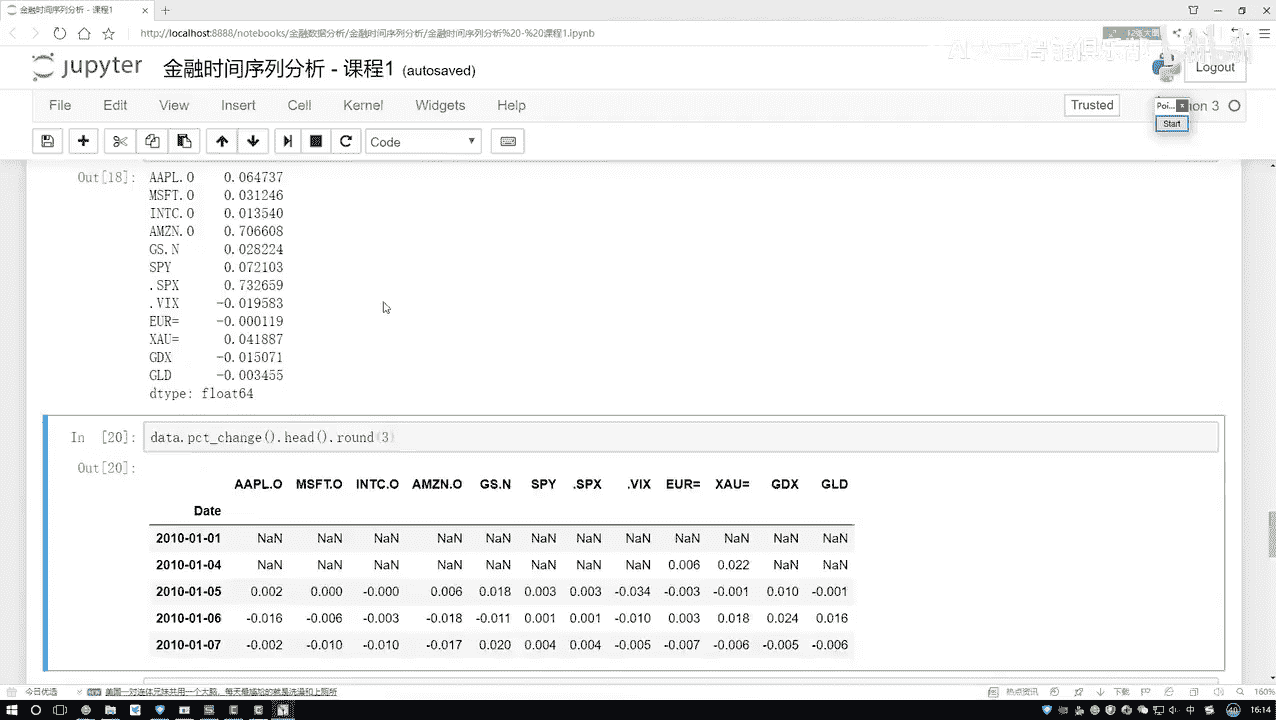 金融时间序列分析 - 课程1
http://localhost:8888/notebooks/金融数据分析/金融时间序列分析/金融时间序列分析%20-%20课程1.ipynb
jupyter 金融时间序列分析 - 课程1 (autosaved)
Logout
File Edit View Insert Cell Kernel Widgets Help
Trusted
Poi...
on 3
Start
Code
Out[18]:
AAPL.O 0.064737
MSFT.O 0.031246
INTC.O 0.013540
AMZN.O 0.706608
GS.N 0.028224
SPY 0.072103
.SPX 0.732659
.VIX -0.019583
EUR= -0.000119
XAU= 0.041887
GDX -0.015071
GLD -0.003455
dtype: float64
In [20]: data.pct_change().head().round(3)
Out[20]:
AAPL.O MSFT.O INTC.O AMZN.O GS.N SPY .SPX .VIX EUR= XAU= GDX GLD
Date
2010-01-01 NaN NaN NaN NaN NaN NaN NaN NaN NaN NaN NaN NaN
2010-01-04 NaN NaN NaN NaN NaN NaN NaN NaN 0.006 0.022 NaN NaN
2010-01-05 0.002 0.000 -0.000 0.006 0.018 0.003 0.003 -0.034 -0.003 -0.001 0.010 -0.001
2010-01-06 -0.016 -0.006 -0.003 -0.018 -0.011 0.001 0.001 -0.010 0.003 0.018 0.024 0.016
2010-01-07 -0.002 -0.010 -0.010 -0.017 0.020 0.004 0.004 -0.005 -0.007 -0.006 -0.005 -0.006
今日优选
热点资讯
下载
160%
中
16:14